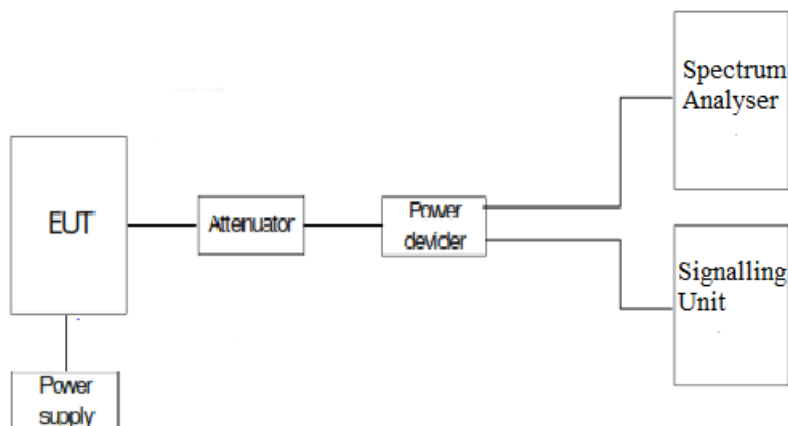 Spectrum
Analyser
EUT
Attenuator
Power
devider
Signalling
Unit
Power
supply